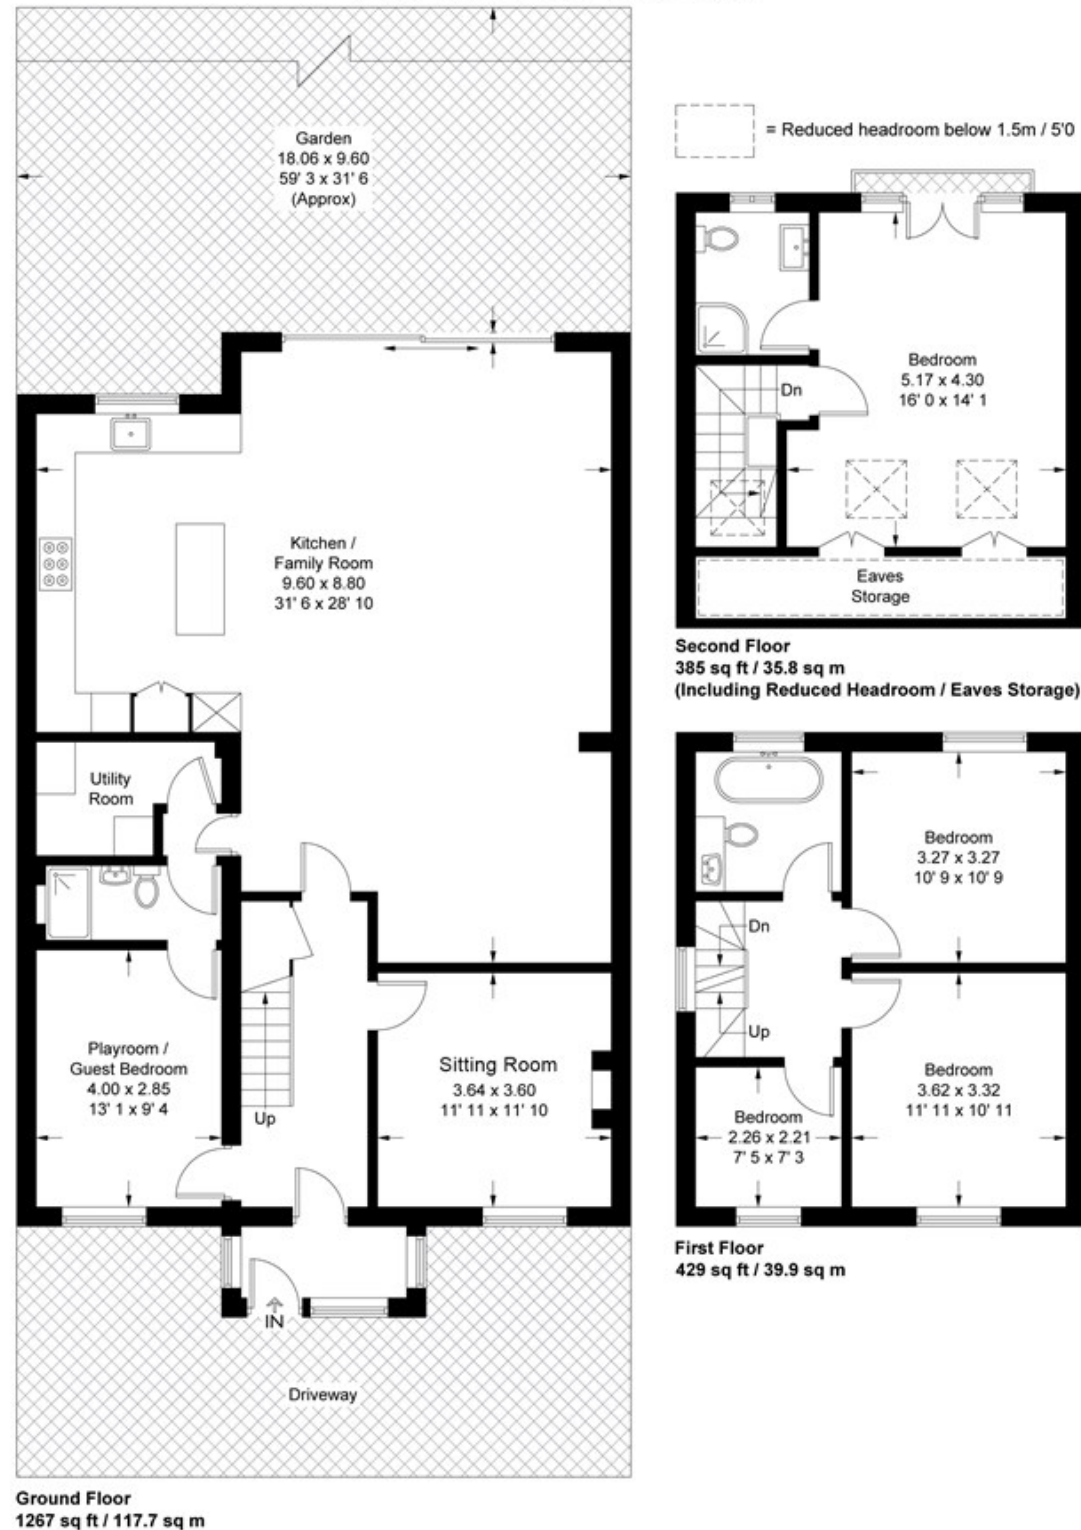 Garden
18.06 x 9.60
59' 3 x 31' 6
(Approx)
= Reduced headroom below 1.5m / 5'0
Dn
Bedroom
5.17 x 4.30
16' 0 x 14' 1
Eaves
Storage
Second Floor
385 sq ft / 35.8 sq m
(Including Reduced Headroom / Eaves Storage)
Kitchen /
Family Room
9.60 x 8.80
31' 6 x 28' 10
Utility
Room
Playroom /
Guest Bedroom
4.00 x 2.85
13' 1 x 9' 4
Up
Sitting Room
3.64 x 3.60
11' 11 x 11' 10
IN
Driveway
Ground Floor
1267 sq ft / 117.7 sq m
Bedroom
3.27 x 3.27
10' 9 x 10' 9
Dn
Up
Bedroom
2.26 x 2.21
7' 5 x 7' 3
Bedroom
3.62 x 3.32
11' 11 x 10' 11
First Floor
429 sq ft / 39.9 sq m